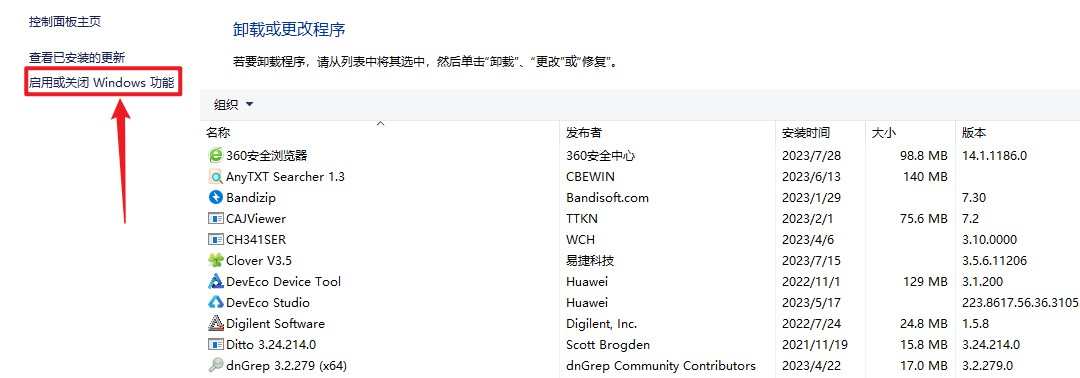 控制面板主页
查看已安装的更新
启用或关闭 Windows 功能
卸载或更改程序
若要卸载程序，请从列表中将其选中，然后单击“卸载”、“更改”或“修复”。
组织
名称 发布者 安装时间 大小 版本
360安全浏览器 360安全中心 2023/7/28 98.8 MB 14.1.1186.0
AnyTXT Searcher 1.3 CBEWIN 2023/6/13 140 MB
Bandizip Bandisoft.com 2023/1/29 7.30
CAJViewer TTKN 2023/2/1 75.6 MB 7.2
CH341SER WCH 2023/4/6 3.10.0000
Clover V3.5 易捷科技 2023/7/15 3.5.6.11206
DevEco Device Tool Huawei 2022/11/1 129 MB 3.1.200
DevEco Studio Huawei 2023/5/17 223.8617.56.36.3105
Digilent Software Digilent, Inc. 2022/7/24 24.8 MB 1.5.8
Ditto 3.24.214.0 Scott Brogden 2021/11/19 15.8 MB 3.24.214.0
dnGrep 3.2.279 (x64) dnGrep Community Contributors 2023/4/22 17.0 MB 3.2.279.0